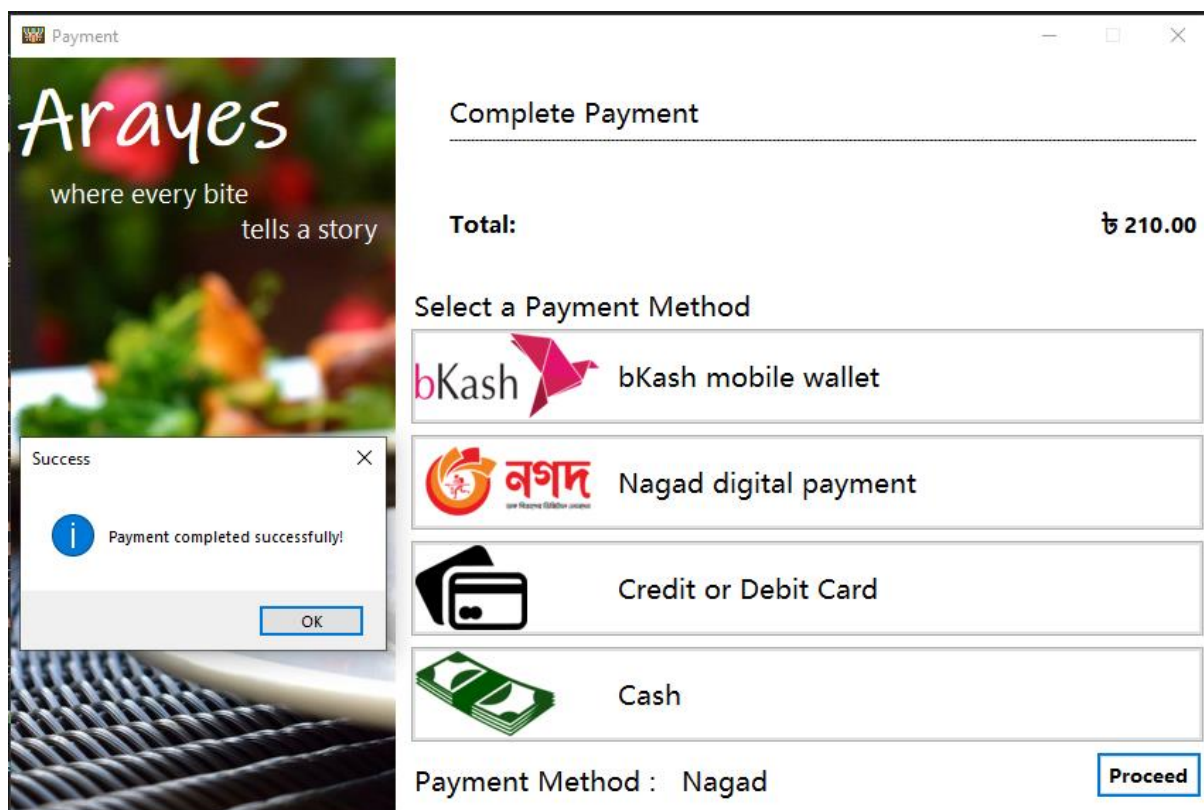 Payment
Arayes
where every bite
tells a story
Complete Payment
Total: ৳ 210.00
Select a Payment Method
bKash bKash mobile wallet
নগদ Nagad digital payment
Credit or Debit Card
Cash
Payment Method : Nagad
Proceed
Success
Payment completed successfully!
OK